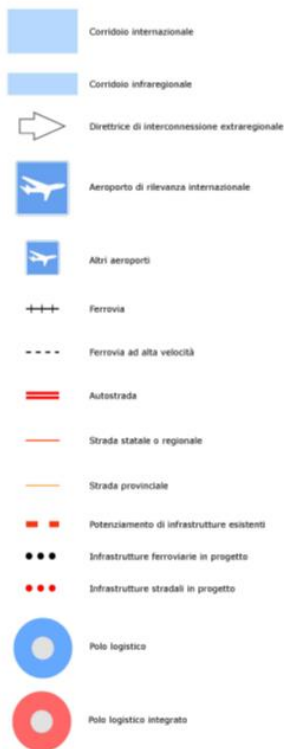 Corridoio internazionale
Corridoio infraregionale
Direttrice di interconnessione extraregionale
Aeroporto di rilevanza internazionale
Altri aeroporti
Ferrovia
Ferrovia ad alta velocità
Autostrada
Strada statale o regionale
Strada provinciale
Potenziamento di infrastrutture esistenti
Infrastrutture ferroviarie in progetto
Infrastrutture stradali in progetto
Polo logistico
Polo logistico integrato